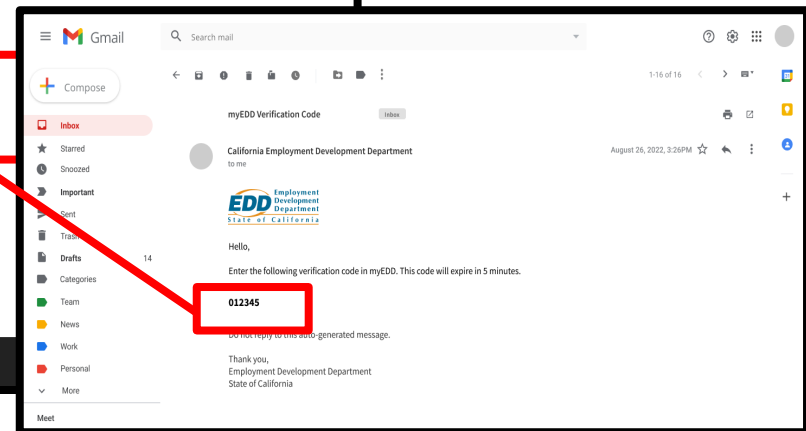 Gmail
Search mail
Compose
1-16 of 16
myEDD Verification Code
Inbox
Inbox
Starred
Snoozed
Important
Sent
Trash
Drafts 14
Categories
Team
News
Work
Personal
More
Meet
California Employment Development Department
August 26, 2022, 3:26PM
to me
EDD
Employment
Development
Department
State of California
Hello,
Enter the following verification code in myEDD. This code will expire in 5 minutes.
012345
Do not reply to this auto-generated message.
Thank you,
Employment Development Department
State of California